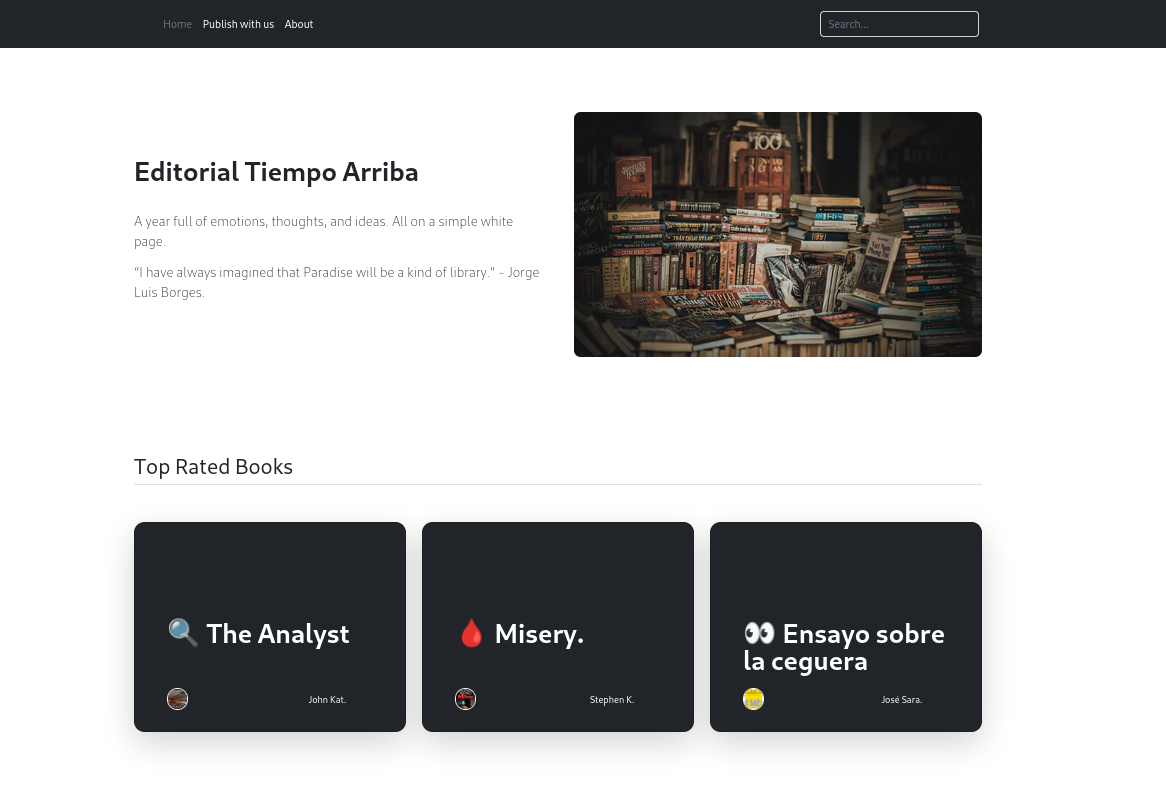 Home Publish with us About Search...
Editorial Tiempo Arriba
A year full of emotions, thoughts, and ideas. All on a simple white
page.
"I have always imagined that Paradise will be a kind of library." - Jorge
Luis Borges.
100
Top Rated Books
The Analyst
John Kat.
Misery.
Stephen K.
Ensayo sobre
la ceguera
José Sara.